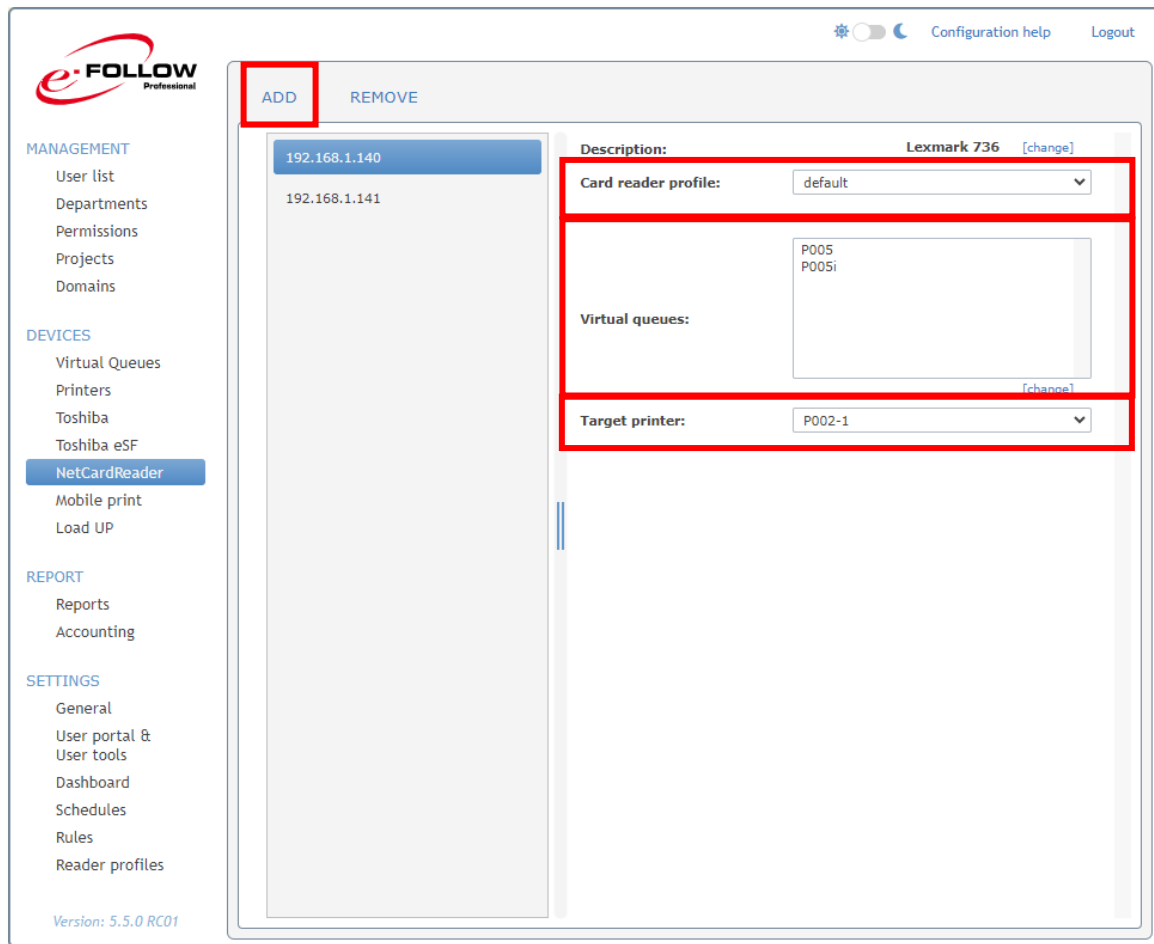 Configuration help Logout
e-FOLLOW
Professional
MANAGEMENT
User list
Departments
Permissions
Projects
Domains
DEVICES
Virtual Queues
Printers
Toshiba
Toshiba eSF
NetCardReader
Mobile print
Load UP
REPORT
Reports
Accounting
SETTINGS
General
User portal &
User tools
Dashboard
Schedules
Rules
Reader profiles
Version: 5.5.0 RC01
ADD REMOVE
192.168.1.140
192.168.1.141
Description: Lexmark 736 [change]
Card reader profile: default
Virtual queues:
P005
P005i
[change]
Target printer: P002-1